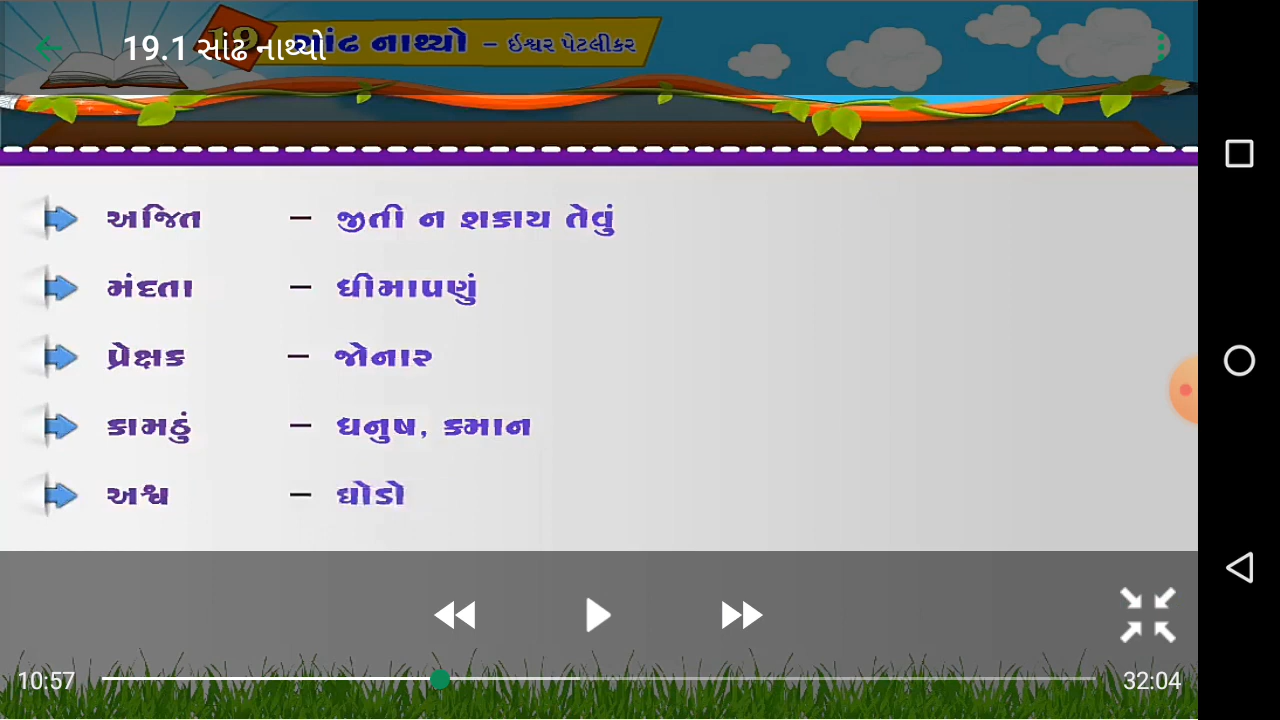 19.1 સાંઢ નાથ્યો
19 સાંઢ નાથ્યો – ઈશ્વર પેટલીકર
અજિત – જીતી ન શકાય તેવું
મંદતા – ધીમાપણું
પ્રેક્ષક – જોનાર
કામઠું – ધનુષ, કમાન
અશ્વ – ઘોડો
10:57 32:04